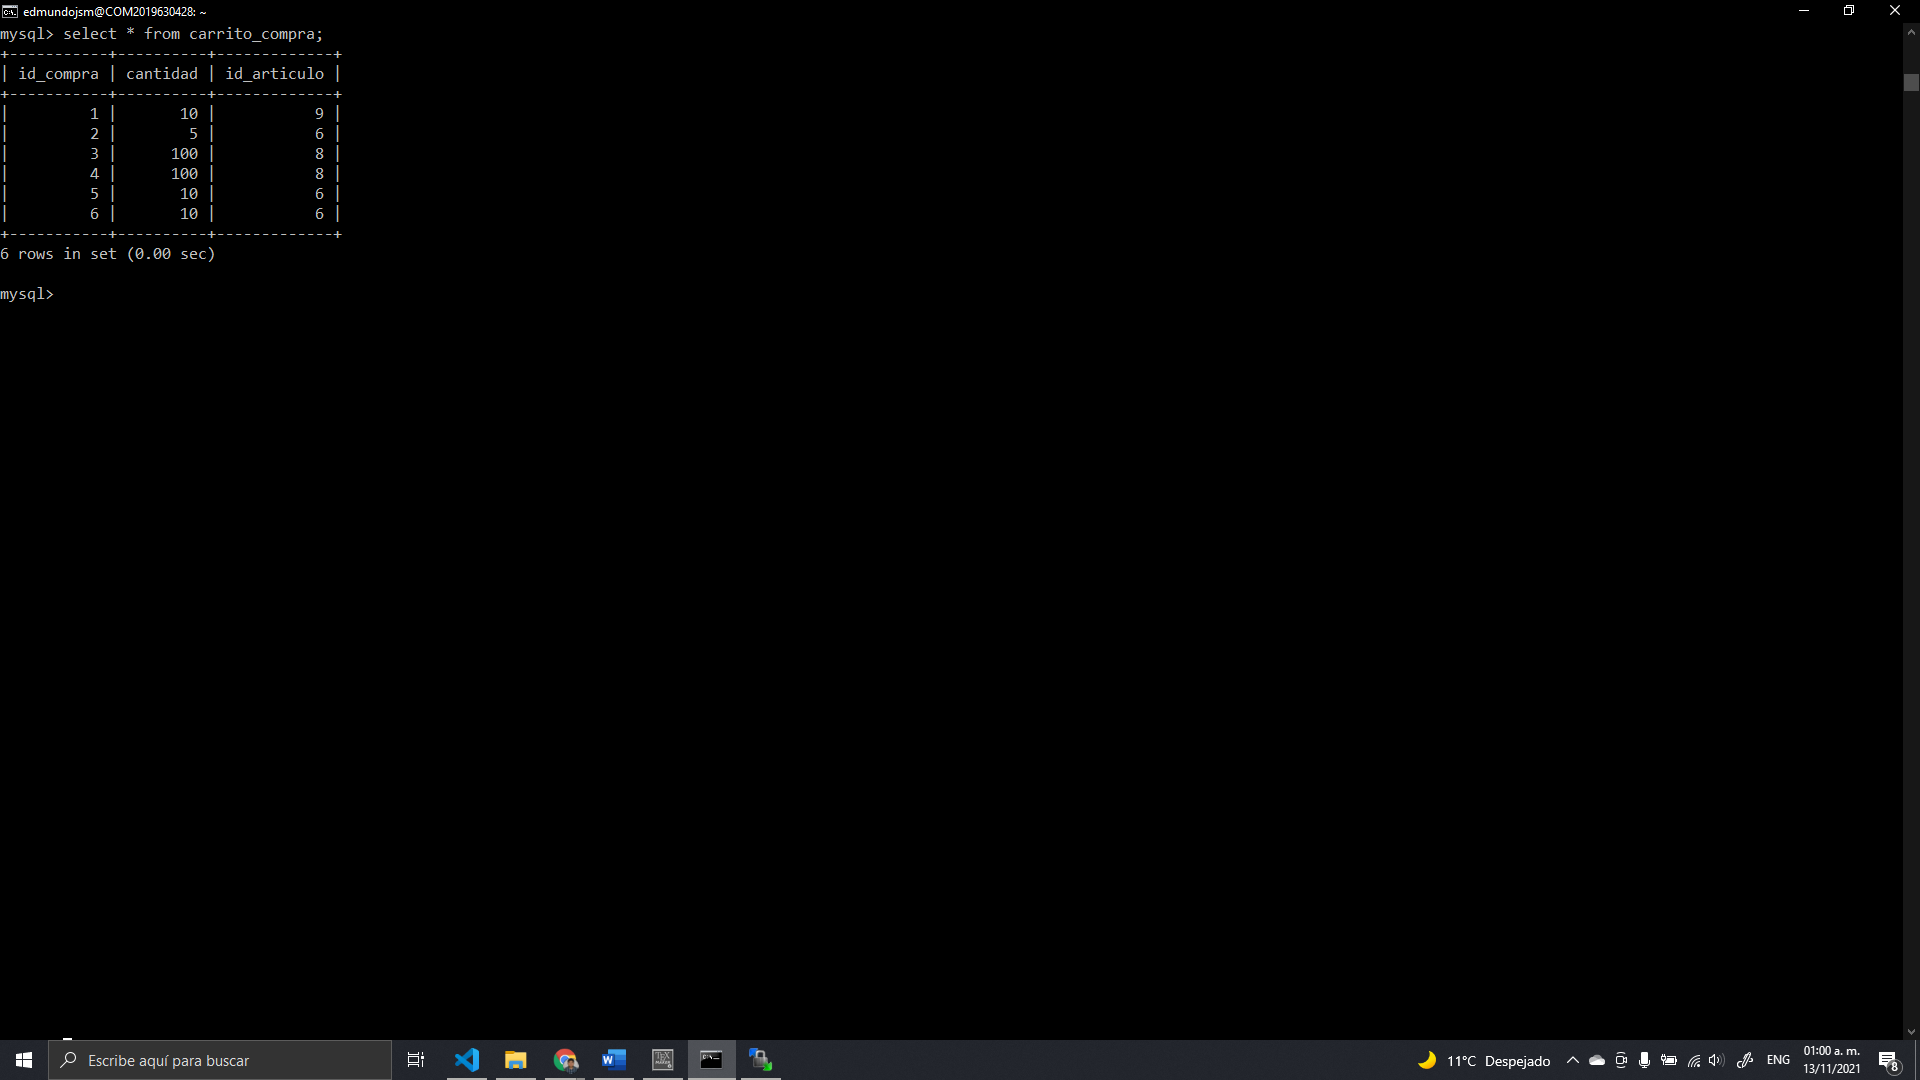 edmundojsm@COM2019630428: ~
mysql> select * from carrito_compra;
+-----------+----------+-------------+
| id_compra | cantidad | id_articulo |
+-----------+----------+-------------+
|         1 |       10 |           9 |
|         2 |        5 |           6 |
|         3 |      100 |           8 |
|         4 |      100 |           8 |
|         5 |       10 |           6 |
|         6 |       10 |           6 |
+-----------+----------+-------------+
6 rows in set (0.00 sec)
mysql>
Escribe aquí para buscar
11°C Despejado
ENG
01:00 a. m.
13/11/2021
8